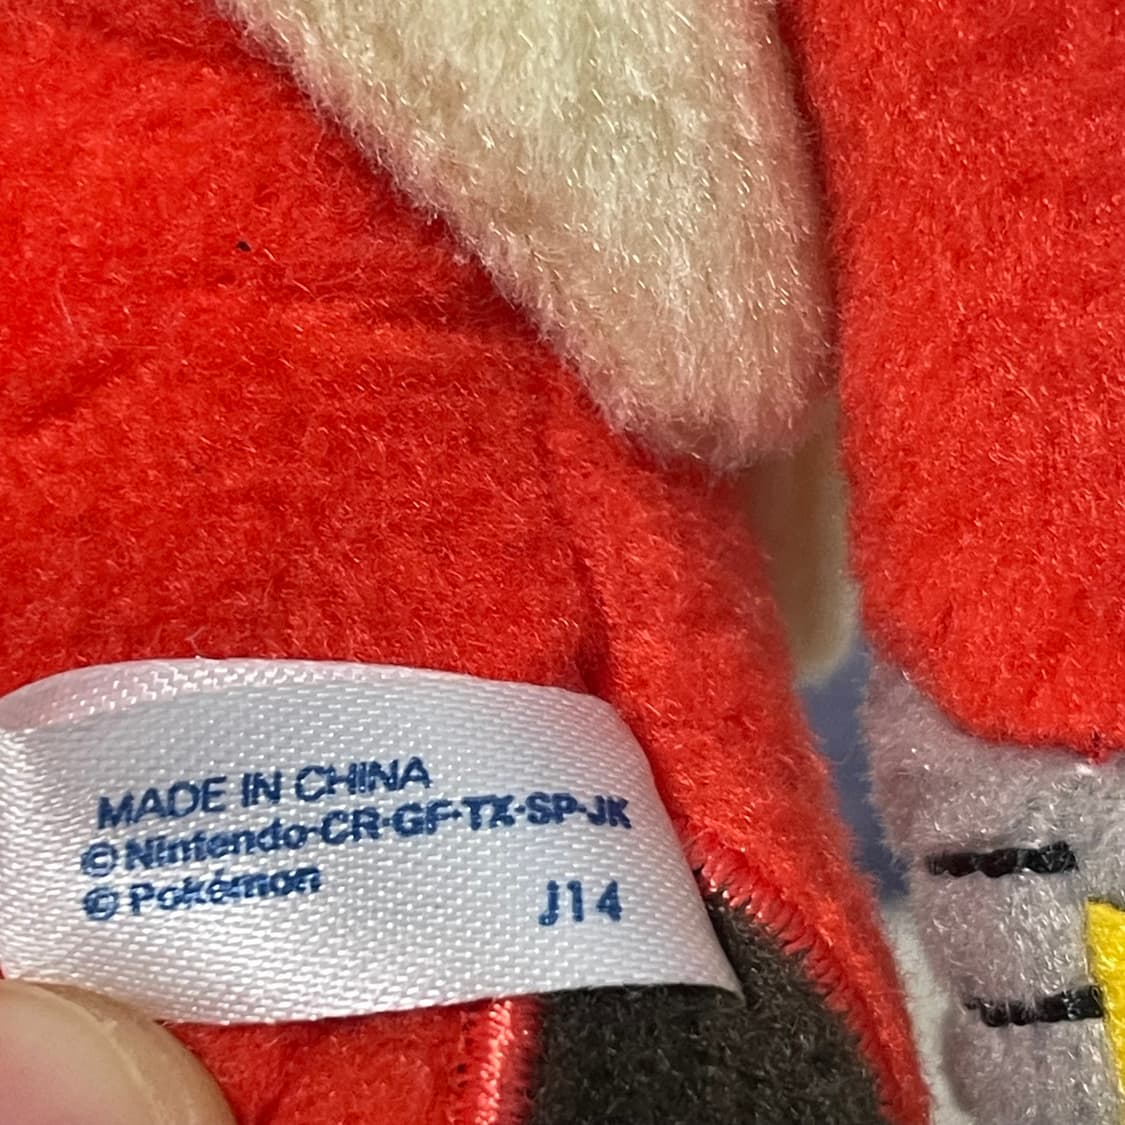 MADE IN CHINA
©Nintendo·CR·GF·TX·SP·JK
©Pokémon
J14